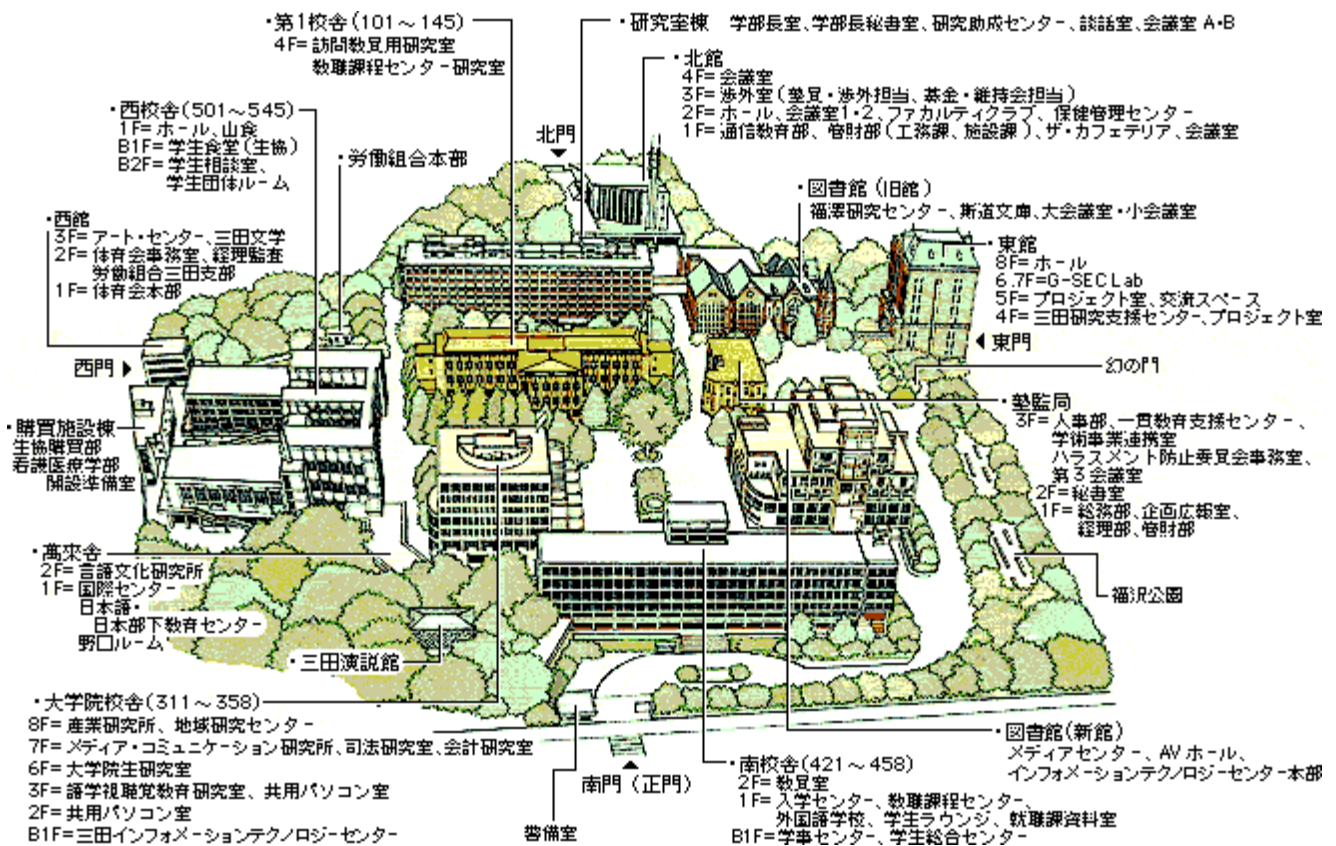 ・第1校舎(101～145)
4F=訪問教員用研究室
教職課程センター研究室
・研究室棟 学部長室、学部長秘書室、研究助成センター、談話室、会議室 A・B
・北館
4F=会議室
3F=渉外室(塾員・渉外担当、基金・維持会担当)
2F=ホール、会議室1・2、ファカルティクラブ、保健管理センター
1F=通信教育部、管財部(工務課、施設課)、ザ・カフェテリア、会議室
北門
・西校舎(501～545)
1F=ホール、山食
B1F=学生食堂(生協)
B2F=学生相談室、
学生団体ルーム
・労働組合本部
・図書館(旧館)
福澤研究センター、斯道文庫、大会議室・小会議室
・西館
3F=アート・センター、三田文学
2F=体育会事務室、経理監査
労働組合三田支部
1F=体育会本部
・東館
8F=ホール
6.7F=G-SEC Lab
5F=プロジェクト室、交流スペース
4F=三田研究支援センター、プロジェクト室
東門
西門
幻の門
・購買施設棟
生協購買部
看護医療学部
開設準備室
・塾監局
3F=人事部、一貫教育支援センター、
学術事業連携室
ハラスメント防止委員会事務室、
第3会議室
2F=秘書室
1F=総務部、企画広報室、
経理部、管財部
・萬來舎
2F=言語文化研究所
1F=国際センター
日本語・
日本部下教育センター
野口ルーム
福沢公園
・三田演説館
・大学院校舎(311～358)
8F=産業研究所、地域研究センター
7F=メディア・コミュニケーション研究所、司法研究室、会計研究室
6F=大学院生研究室
3F=語学視聴覚教育研究室、共用パソコン室
2F=共用パソコン室
B1F=三田インフォメーションテクノロジーセンター
・図書館(新館)
メディアセンター、AVホール、
インフォメーションテクノロジーセンター本部
南門(正門)
警備室
・南校舎(421～458)
2F=教員室
1F=入学センター、教職課程センター、
外国語学校、学生ラウンジ、就職課資料室
B1F=学事センター、学生総合センター